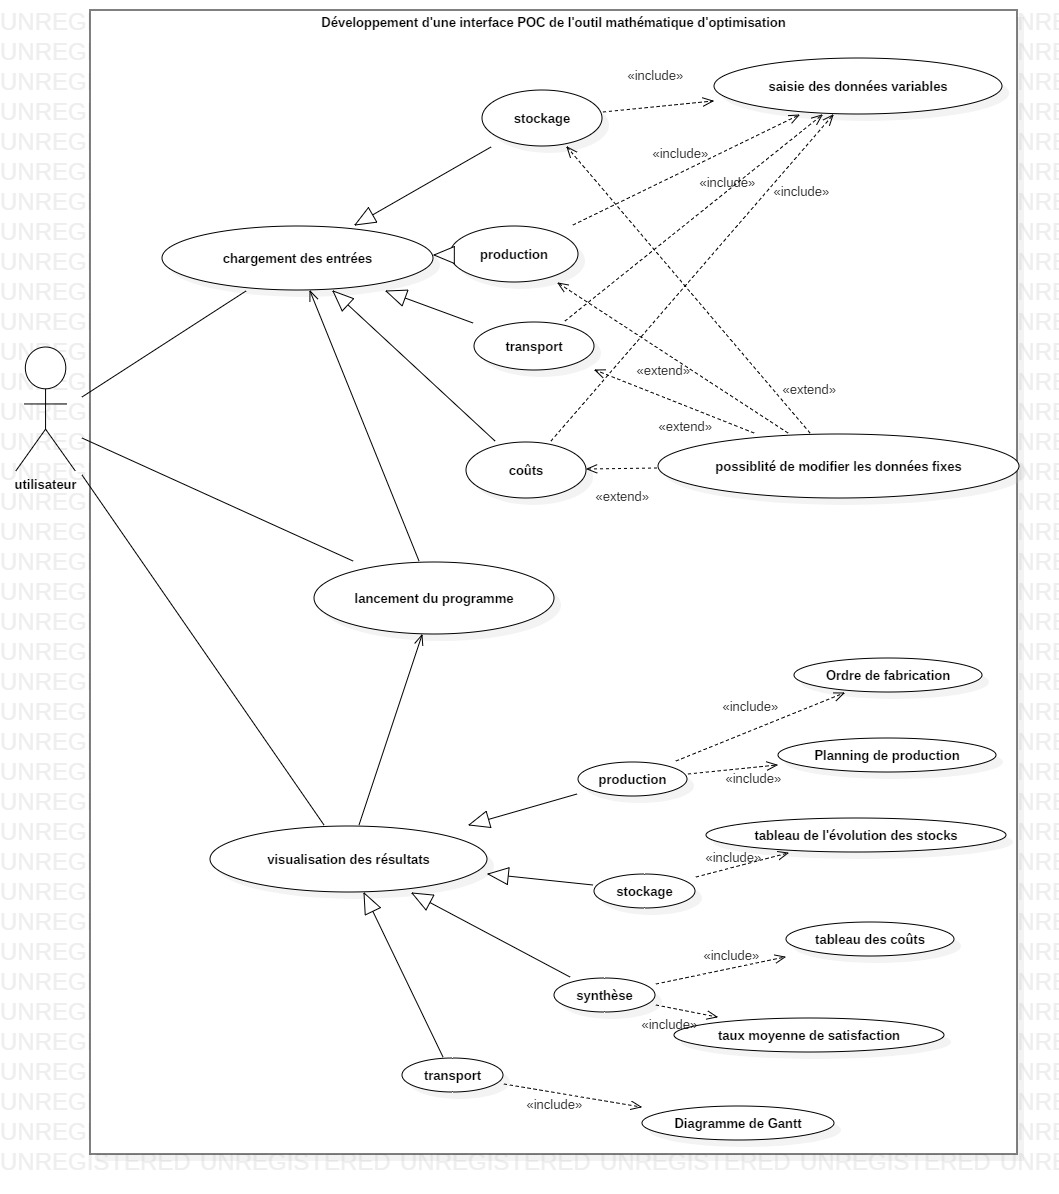 Développement d'une interface POC de l'outil mathématique d'optimisation
«include»
saisie des données variables
stockage
«include»
«include»
«include»
chargement des entrées
production
transport
«extend»
«extend»
«extend»
coûts
possiblité de modifier les données fixes
«extend»
utilisateur
lancement du programme
Ordre de fabrication
«include»
Planning de production
production
«include»
tableau de l'évolution des stocks
visualisation des résultats
«include»
stockage
tableau des coûts
«include»
synthèse
«include»
taux moyenne de satisfaction
transport
«include»
Diagramme de Gantt
UNREGISTERED UNREGISTERED UNREGISTERED UNREGISTERED UNREGISTERED